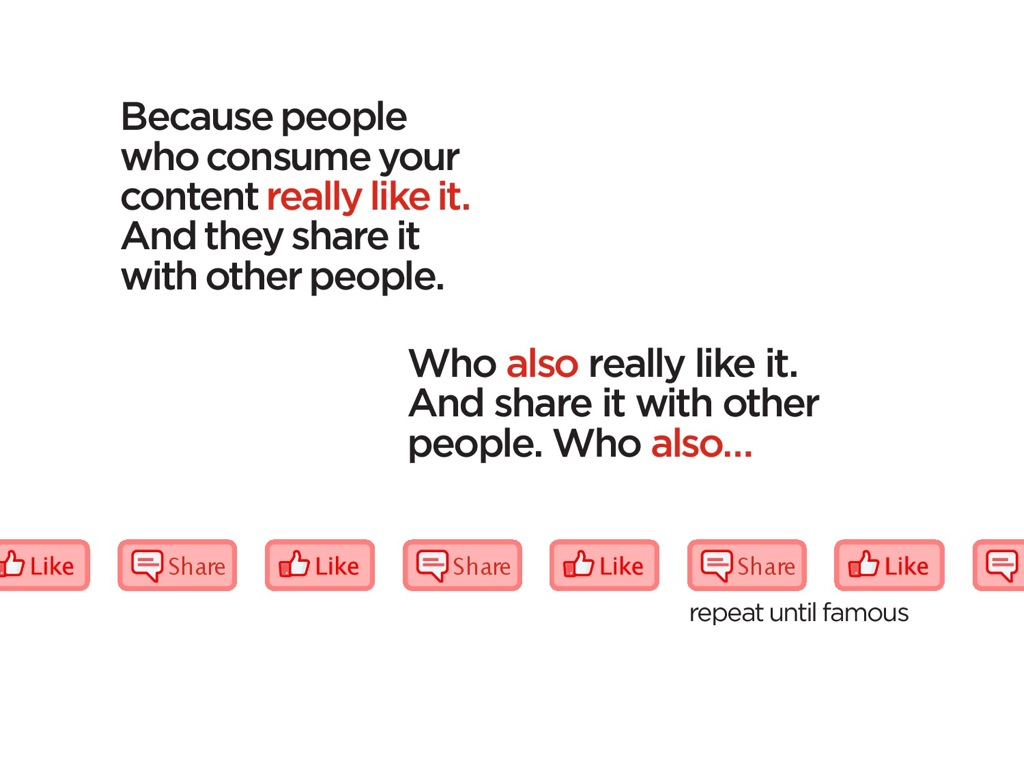 Because people
who consume your
content really like it.
And they share it
with other people.
Who also really like it.
And share it with other
people. Who also...
Like Share Like Share Like Share Like
repeat until famous